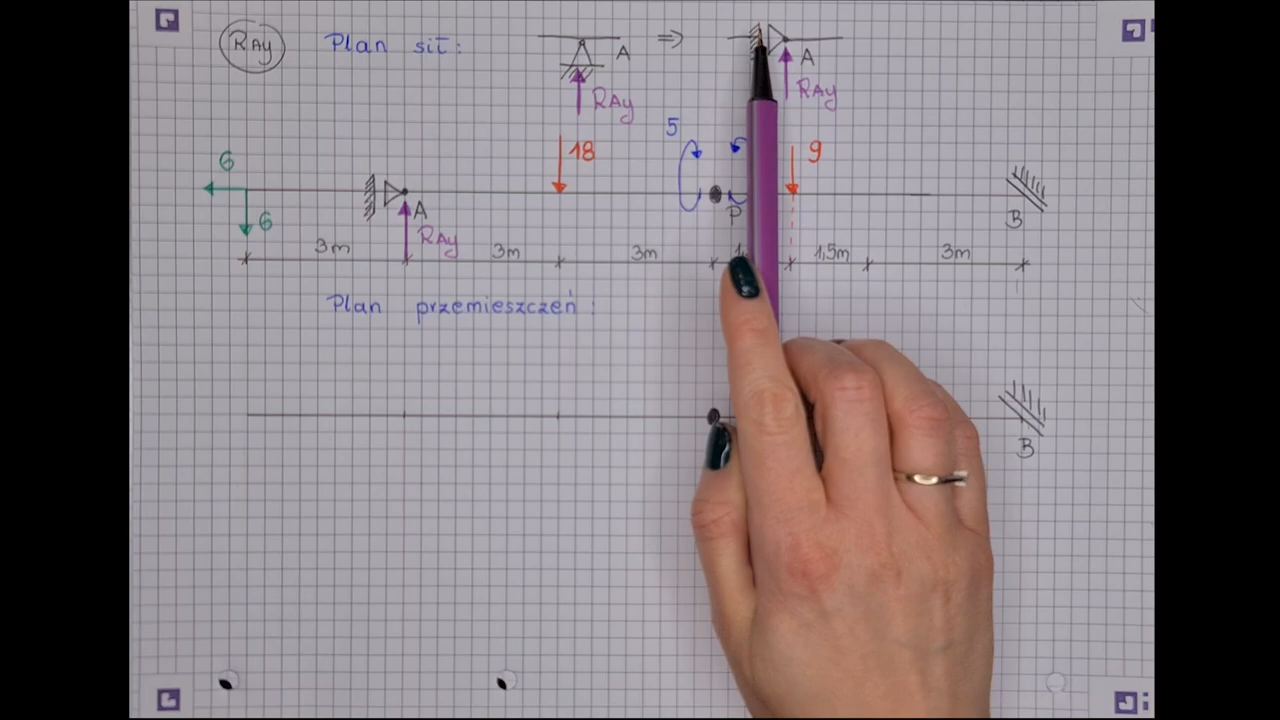 RAy Plan sił: A ⇒ A
RAy RAy
6 18 5 9
6 A RAy P B
3m 3m 3m 1,5m 3m
Plan przemieszczeń:
B